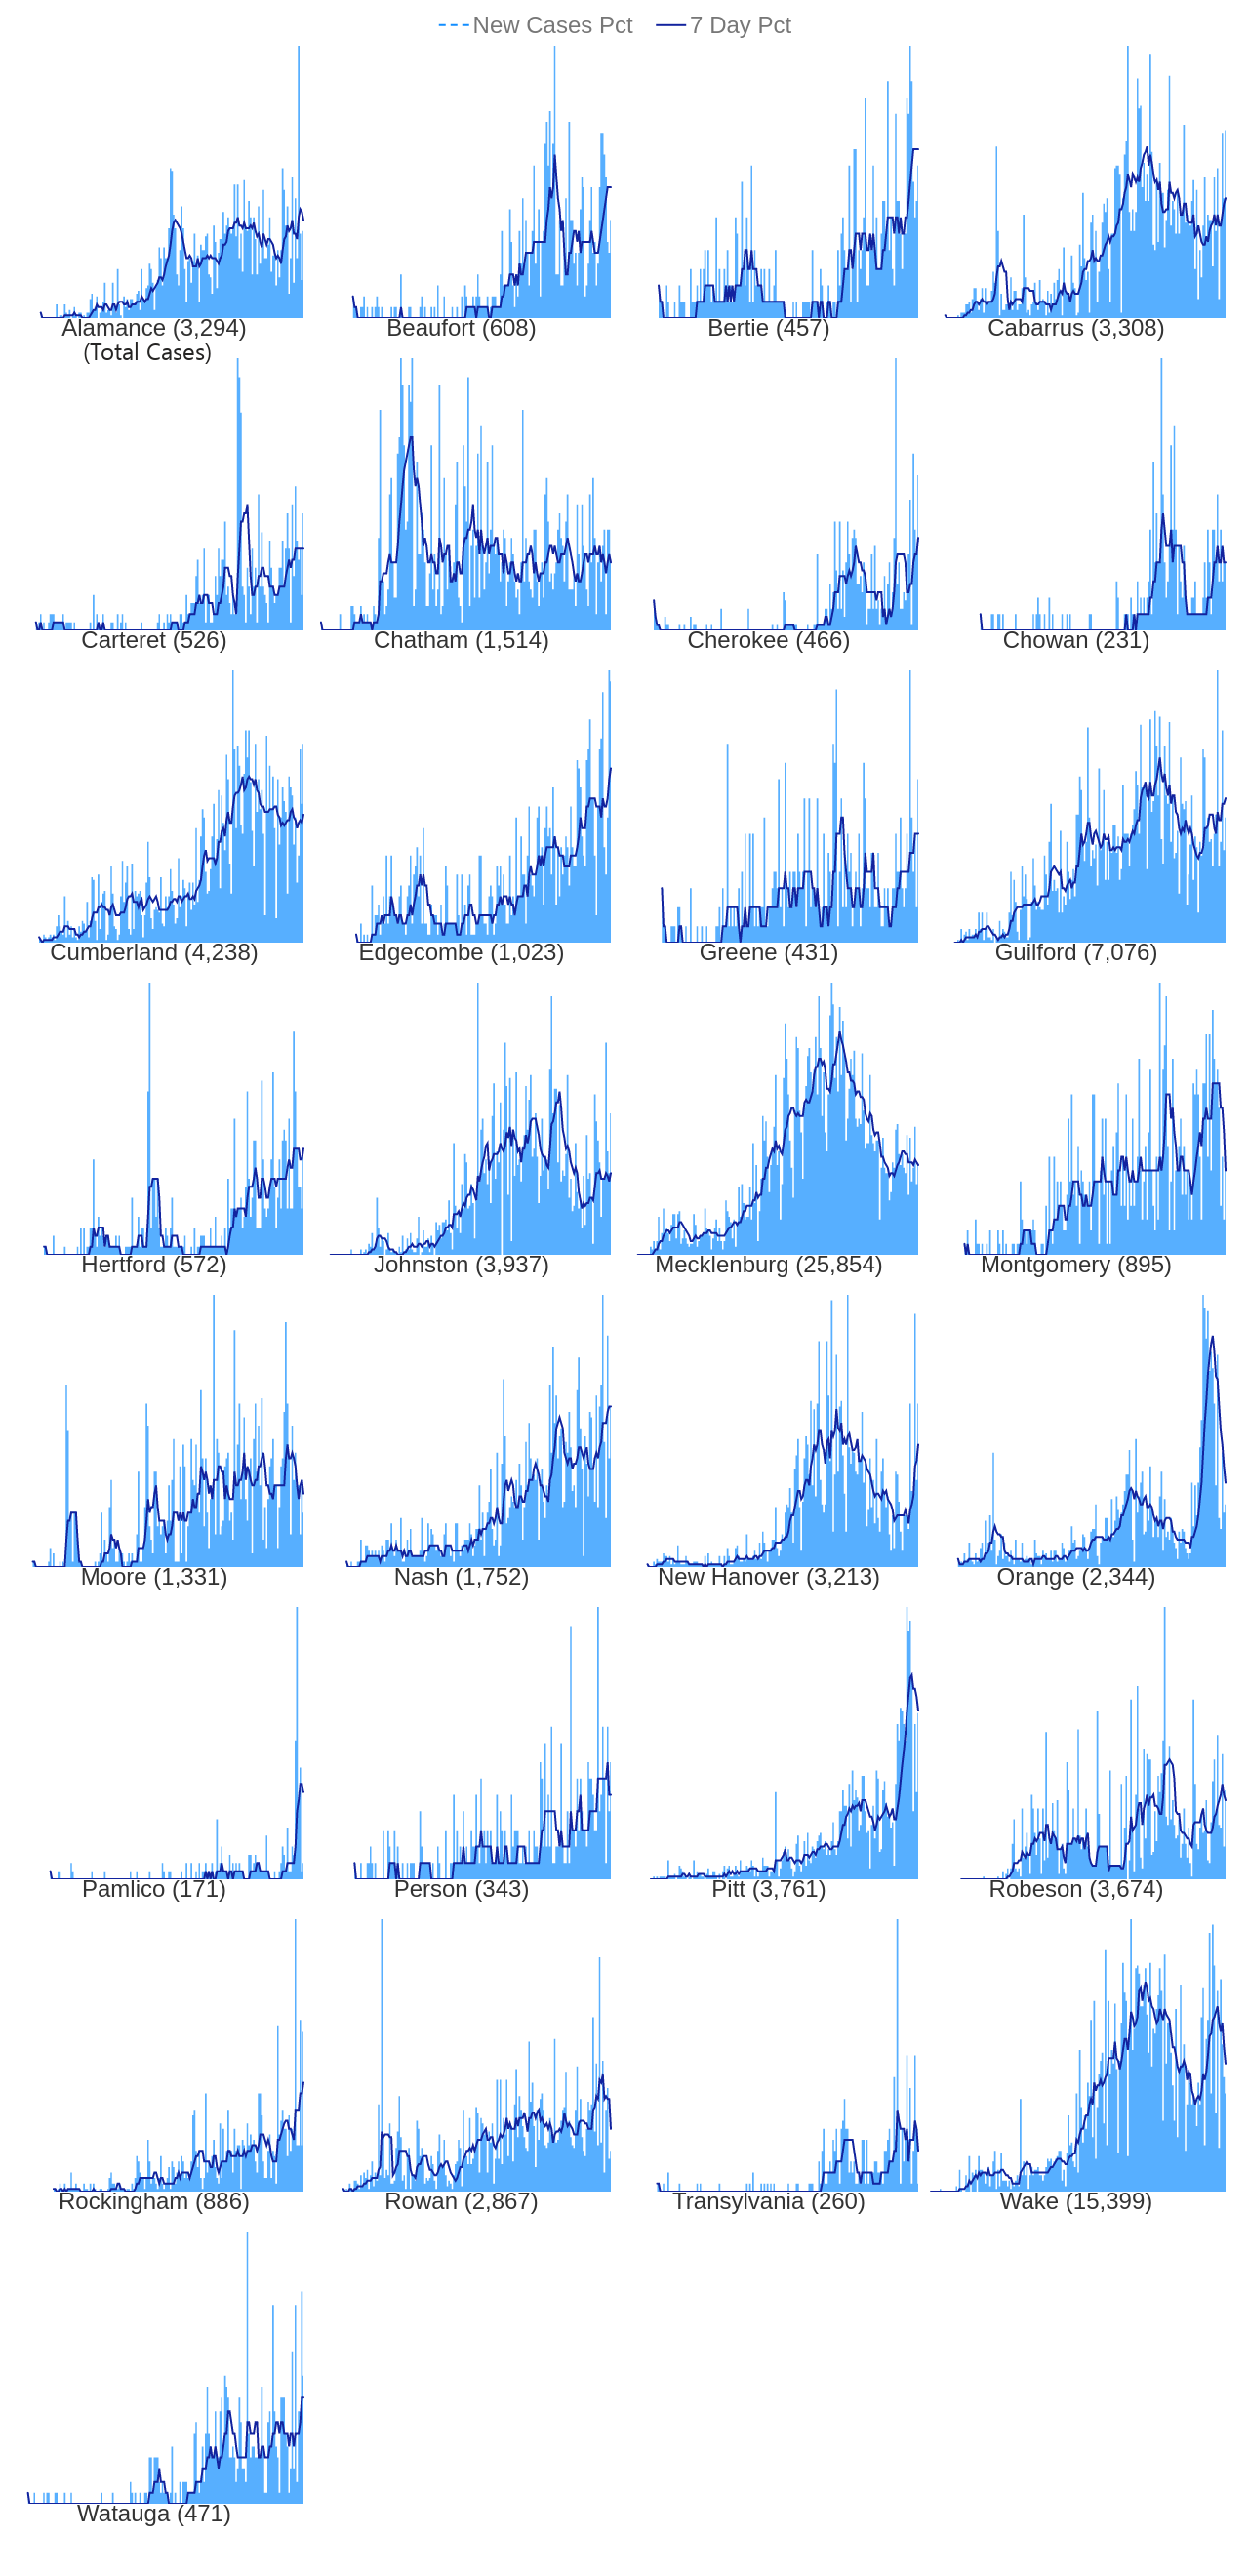 New Cases Pct 7 Day Pct
Alamance (3,294) Beaufort (608) Bertie (457) Cabarrus (3,308)
(Total Cases)
Carteret (526) Chatham (1,514) Cherokee (466) Chowan (231)
Cumberland (4,238) Edgecombe (1,023) Greene (431) Guilford (7,076)
Hertford (572) Johnston (3,937) Mecklenburg (25,854) Montgomery (895)
Moore (1,331) Nash (1,752) New Hanover (3,213) Orange (2,344)
Pamlico (171) Person (343) Pitt (3,761) Robeson (3,674)
Rockingham (886) Rowan (2,867) Transylvania (260) Wake (15,399)
Watauga (471)